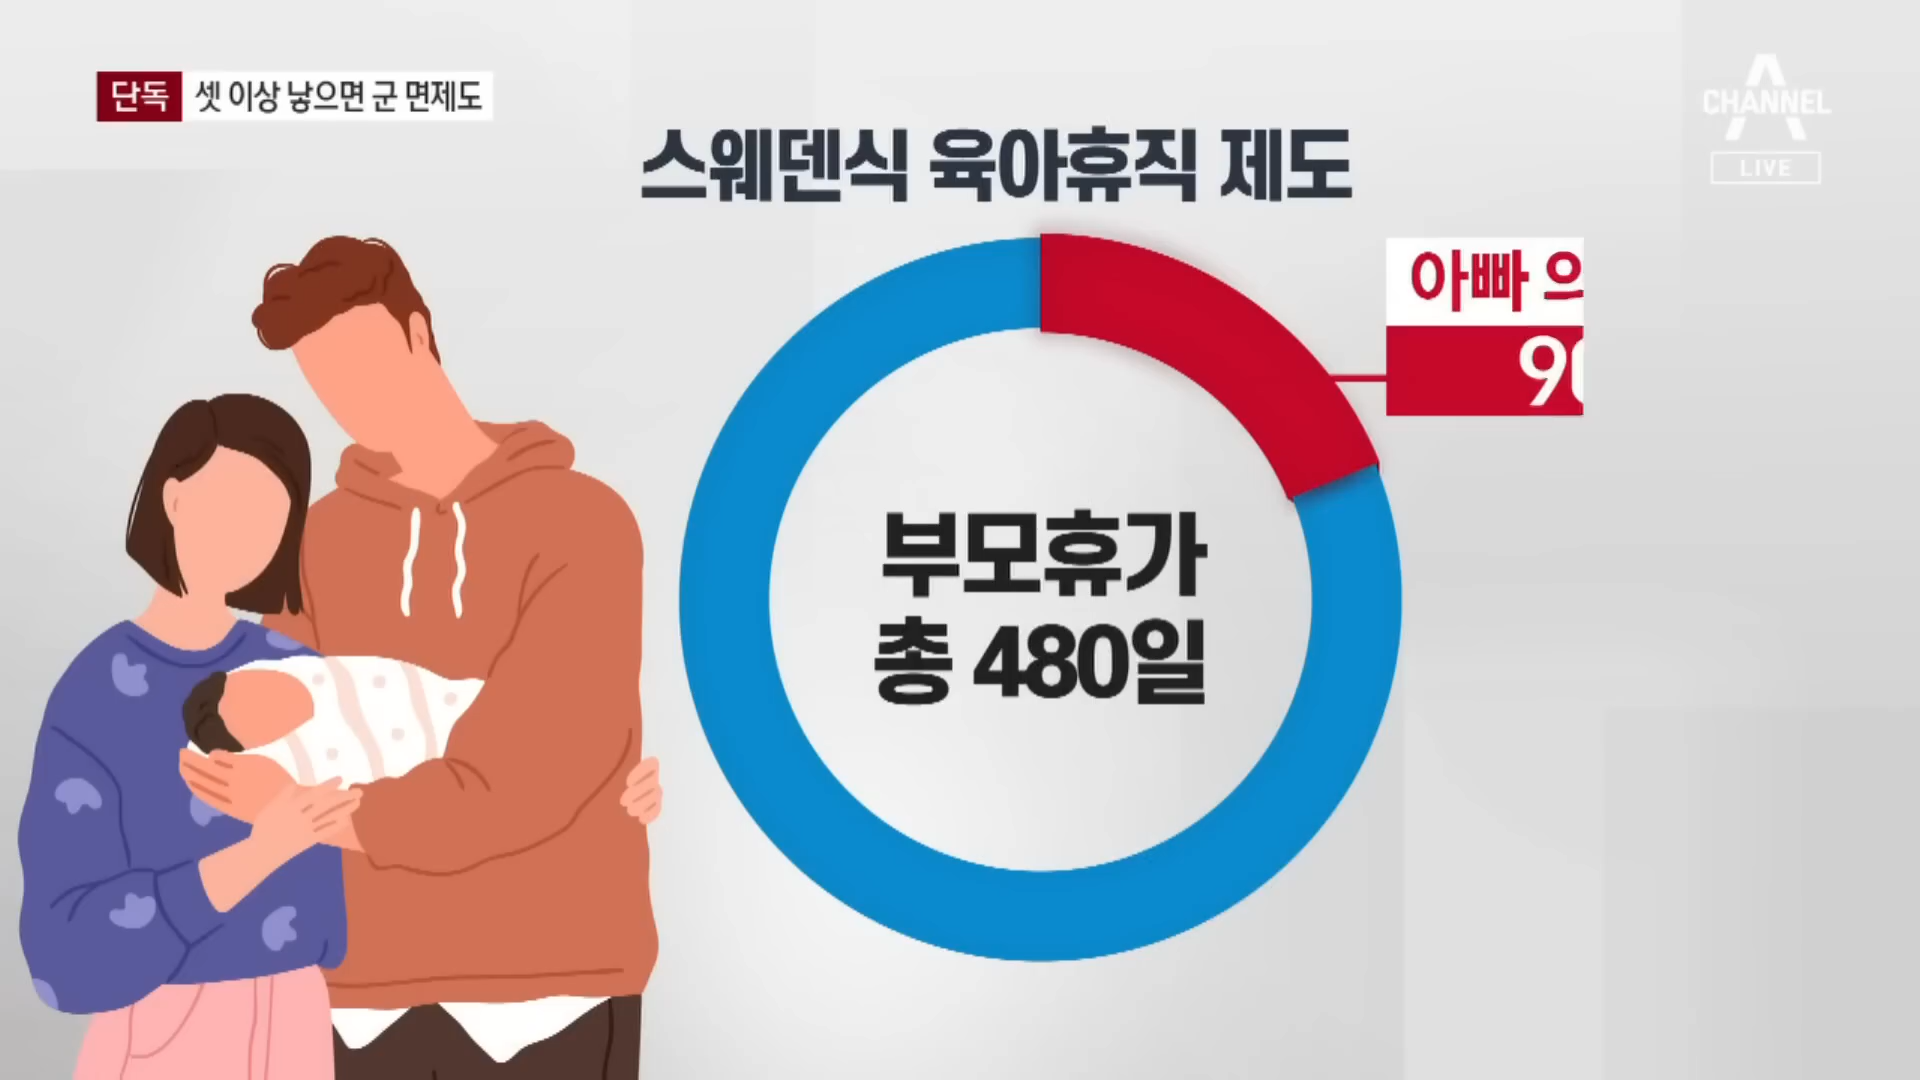 단독 셋 이상 낳으면 군 면제도
CHANNEL A
LIVE
스웨덴식 육아휴직 제도
아빠
부모휴가
총 480일